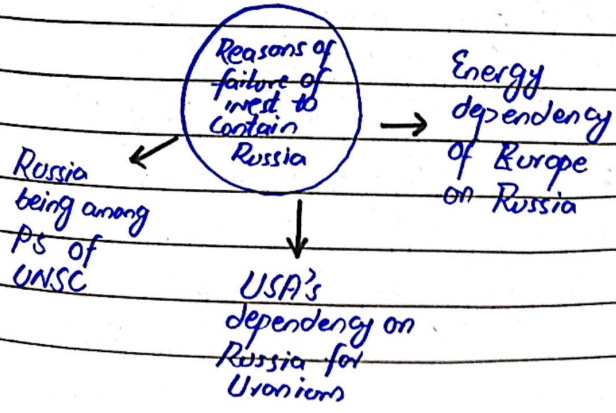 Reasons of
failure of
west to
Contain
Russia
Energy
dependency
of Europe
on Russia
Russia
being among
P5 of
UNSC
USA's
dependency on
Russia for
Uranium